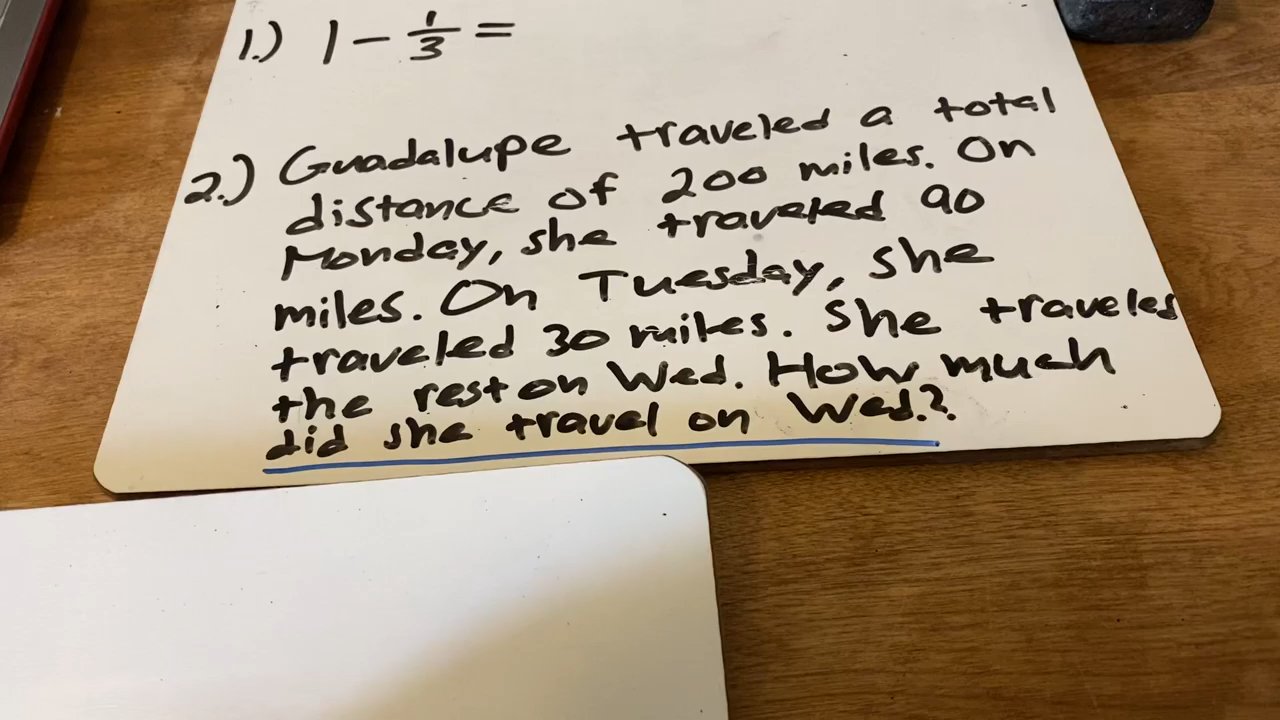 1.) 1 - 1/3 =
2.) Guadalupe traveled a total
distance of 200 miles. On
Monday, she traveled 90
miles. On Tuesday, she
traveled 30 miles. She traveled
the rest on Wed. How much
did she travel on Wed.?